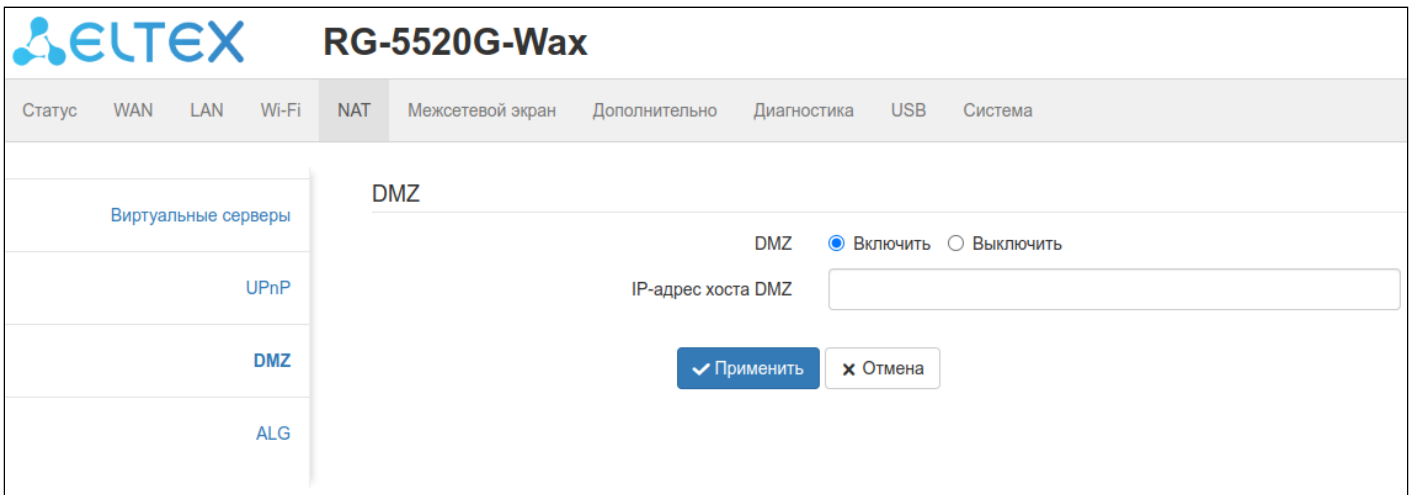 ELTEX RG-5520G-Wax
Статус WAN LAN Wi-Fi NAT Межсетевой экран Дополнительно Диагностика USB Система
DMZ
Виртуальные серверы
UPnP
DMZ
ALG
DMZ Включить Выключить
IP-адрес хоста DMZ
Применить Отмена